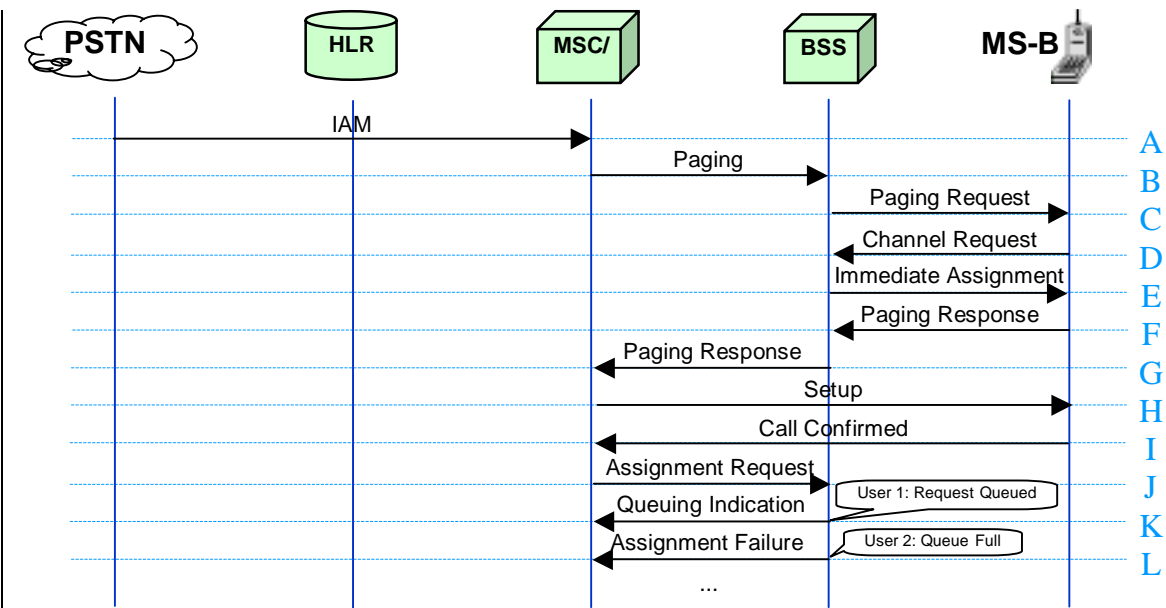 PSTN
HLR
MSC/
BSS
MS-B
IAM
A
Paging
B
Paging Request
C
Channel Request
D
Immediate Assignment
E
Paging Response
F
Paging Response
G
Setup
H
Call Confirmed
I
Assignment Request
J
User 1: Request Queued
Queuing Indication
K
Assignment Failure
User 2: Queue Full
L
...